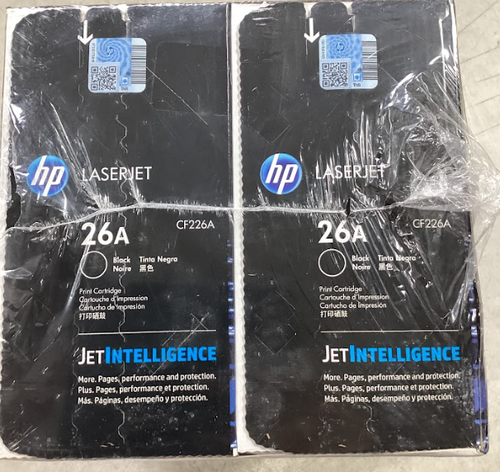 hp LASERJET
26A CF226A
Black Tinta Negra
Noire 黑色
Print Cartridge
Cartouche d'impression
Cartucho de Impresión
打印硒鼓
JETINTELLIGENCE
More. Pages, performance and protection.
Plus. Pages, performance et protection.
Más. Páginas, desempeño y protección.
hp LASERJET
26A CF226A
Black Tinta Negra
Noire 黑色
Print Cartridge
Cartouche d'impression
Cartucho de Impresión
打印硒鼓
JETINTELLIGENCE
More. Pages, performance and protection.
Plus. Pages, performance et protection.
Más. Páginas, desempeño y protección.